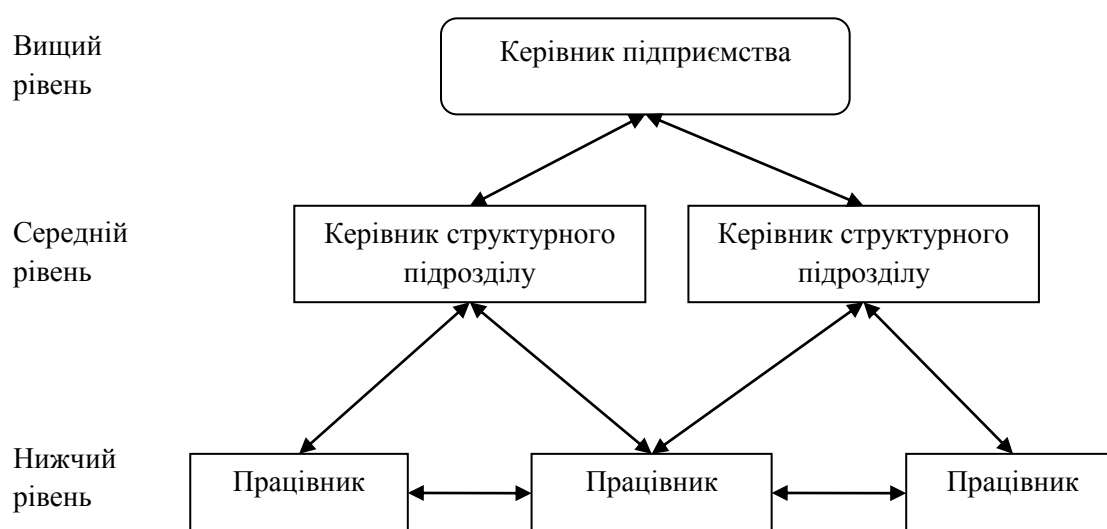 Вищий
рівень
Керівник підприємства
Середній
рівень
Керівник структурного
підрозділу
Керівник структурного
підрозділу
Нижчий
рівень
Працівник
Працівник
Працівник